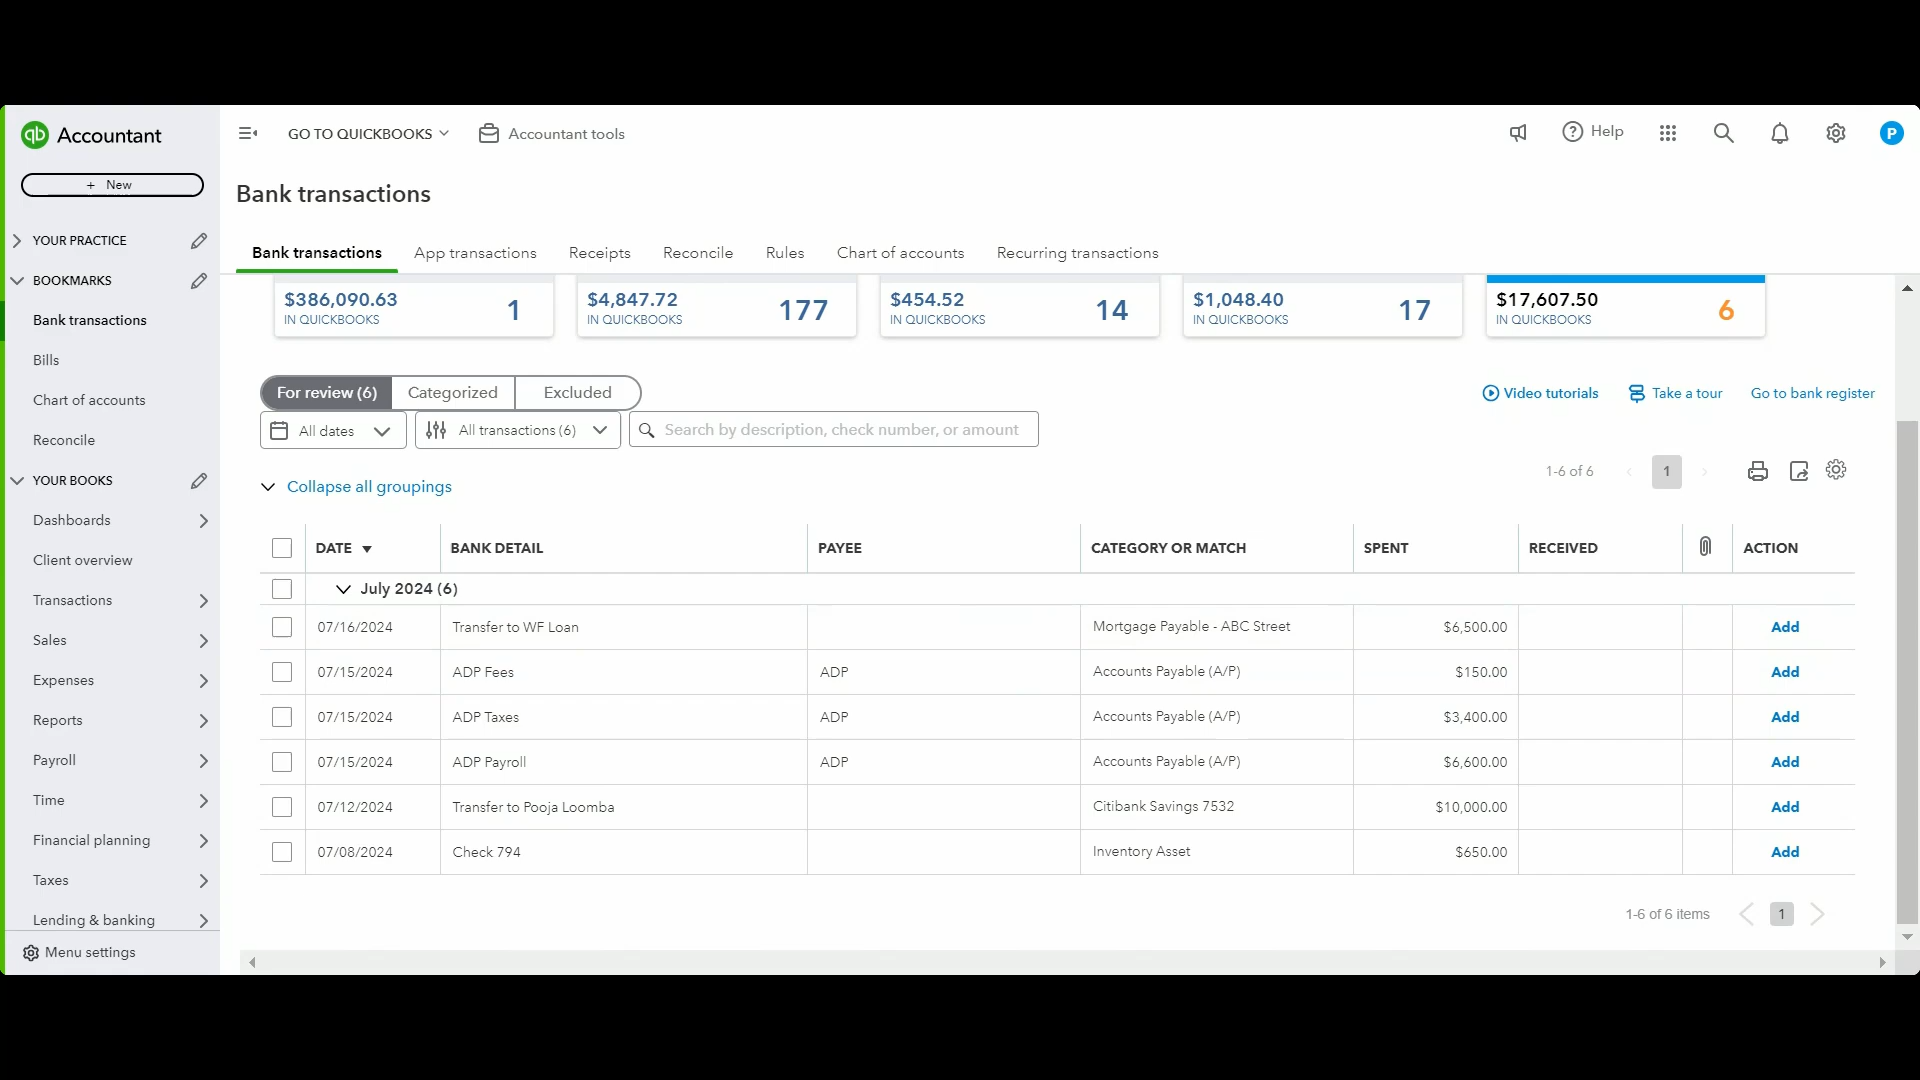 qb Accountant
GO TO QUICKBOOKS
Accountant tools
Help
P
+ New
Bank transactions
YOUR PRACTICE
BOOKMARKS
Bank transactions
Bills
Chart of accounts
Reconcile
YOUR BOOKS
Dashboards
Client overview
Transactions
Sales
Expenses
Reports
Payroll
Time
Financial planning
Taxes
Lending & banking
Menu settings
Bank transactions App transactions Receipts Reconcile Rules Chart of accounts Recurring transactions
$386,090.63
IN QUICKBOOKS
1
$4,847.72
IN QUICKBOOKS
177
$454.52
IN QUICKBOOKS
14
$1,048.40
IN QUICKBOOKS
17
$17,607.50
IN QUICKBOOKS
6
For review (6) Categorized Excluded
Video tutorials Take a tour Go to bank register
All dates All transactions (6) Search by description, check number, or amount
1-6 of 6 1
Collapse all groupings
DATE BANK DETAIL PAYEE CATEGORY OR MATCH SPENT RECEIVED ACTION
July 2024 (6)
07/16/2024 Transfer to WF Loan Mortgage Payable - ABC Street $6,500.00 Add
07/15/2024 ADP Fees ADP Accounts Payable (A/P) $150.00 Add
07/15/2024 ADP Taxes ADP Accounts Payable (A/P) $3,400.00 Add
07/15/2024 ADP Payroll ADP Accounts Payable (A/P) $6,600.00 Add
07/12/2024 Transfer to Pooja Loomba Citibank Savings 7532 $10,000.00 Add
07/08/2024 Check 794 Inventory Asset $650.00 Add
1-6 of 6 items 1